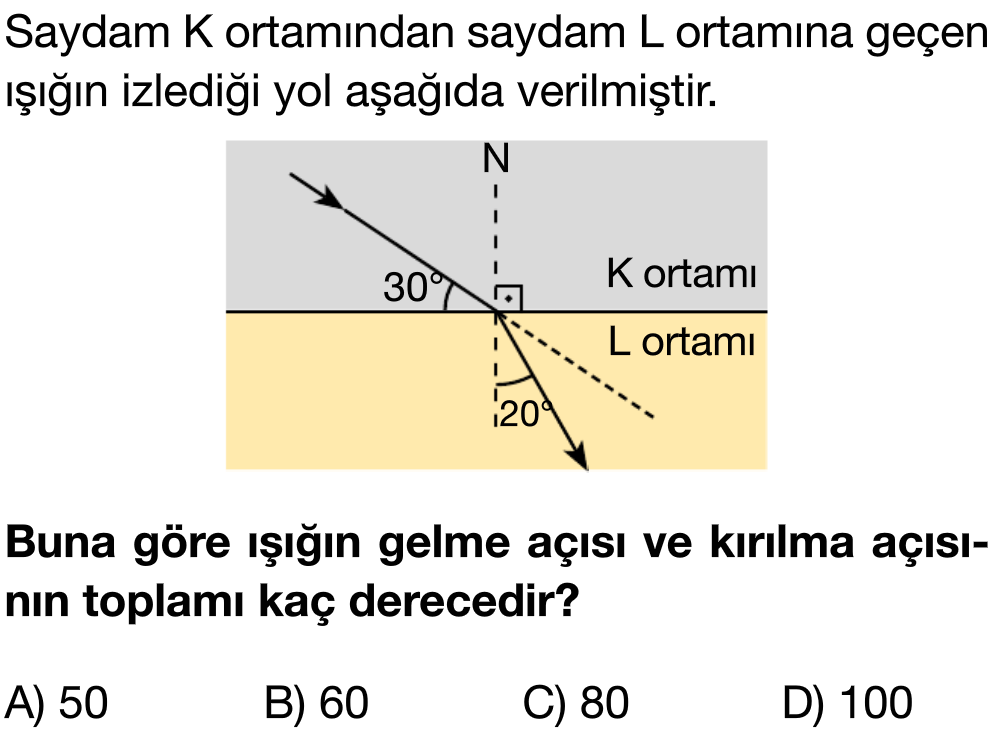 Saydam K ortamından saydam L ortamına geçen
ışığın izlediği yol aşağıda verilmiştir.
N
30°
K ortamı
L ortamı
20°
Buna göre ışığın gelme açısı ve kırılma açısı-
nın toplamı kaç derecedir?
A) 50 B) 60 C) 80 D) 100